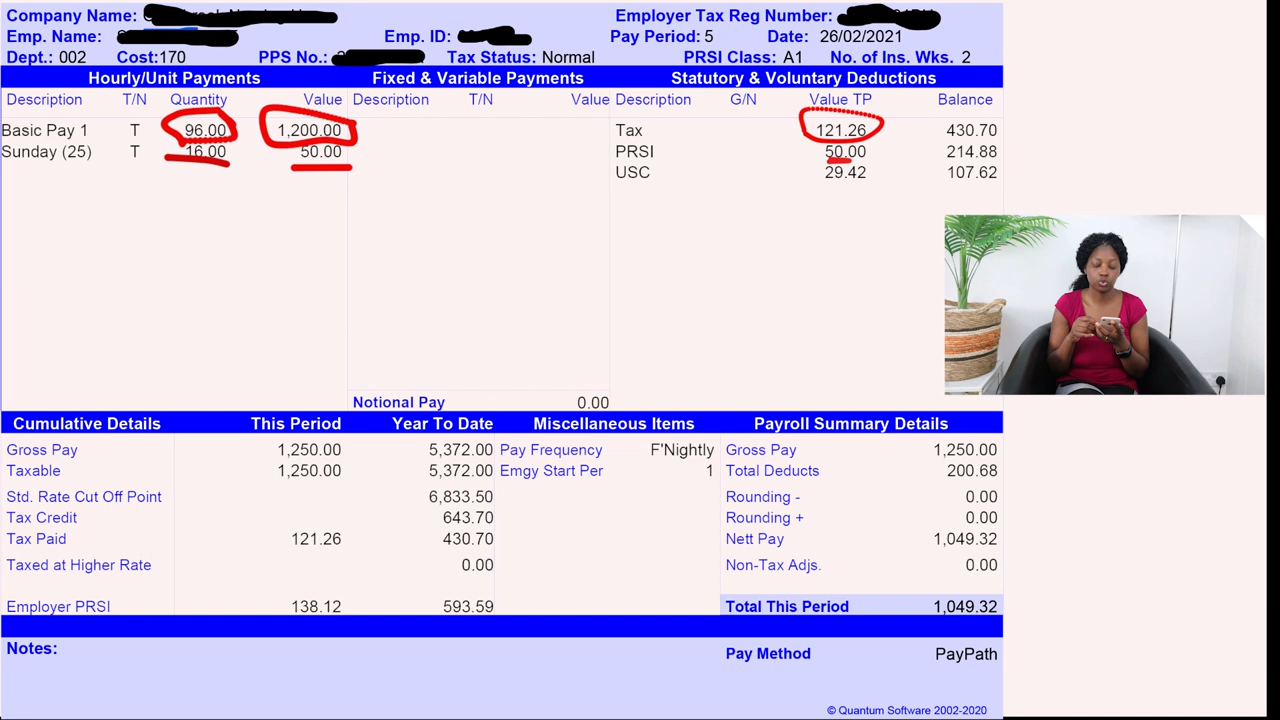 Company Name: Employer Tax Reg Number:
Emp. Name: Emp. ID: Pay Period: 5 Date: 26/02/2021
Dept.: 002 Cost:170 PPS No.: Tax Status: Normal PRSI Class: A1 No. of Ins. Wks. 2
Hourly/Unit Payments Fixed & Variable Payments Statutory & Voluntary Deductions
Description T/N Quantity Value Description T/N Value Description G/N Value TP Balance
Basic Pay 1 T 96.00 1,200.00 Tax 121.26 430.70
Sunday (25) T 16.00 50.00 PRSI 50.00 214.88
USC 29.42 107.62
Notional Pay 0.00
Cumulative Details This Period Year To Date Miscellaneous Items Payroll Summary Details
Gross Pay 1,250.00 5,372.00 Pay Frequency F'Nightly Gross Pay 1,250.00
Taxable 1,250.00 5,372.00 Emgy Start Per 1 Total Deducts 200.68
Std. Rate Cut Off Point 6,833.50 Rounding - 0.00
Tax Credit 643.70 Rounding + 0.00
Tax Paid 121.26 430.70 Nett Pay 1,049.32
Taxed at Higher Rate 0.00 Non-Tax Adjs. 0.00
Employer PRSI 138.12 593.59 Total This Period 1,049.32
Notes: Pay Method PayPath
© Quantum Software 2002-2020